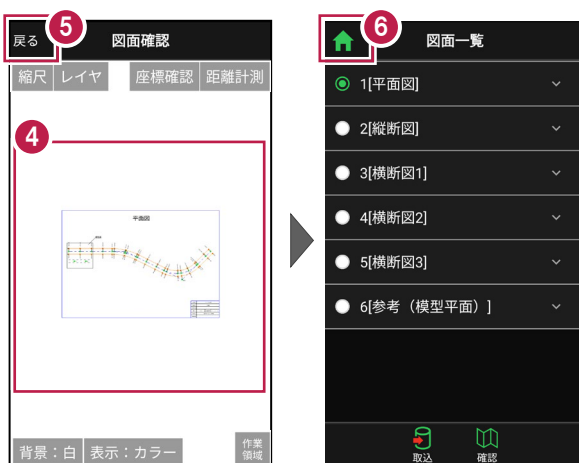 5
戻る
図面確認
縮尺
レイヤ
座標確認
距離計測
4
平面図
背景：白
表示：カラー
作業
領域
6
図面一覧
1[平面図]
2[縦断図]
3[横断図1]
4[横断図2]
5[横断図3]
6[参考（模型平面）]
取込
確認